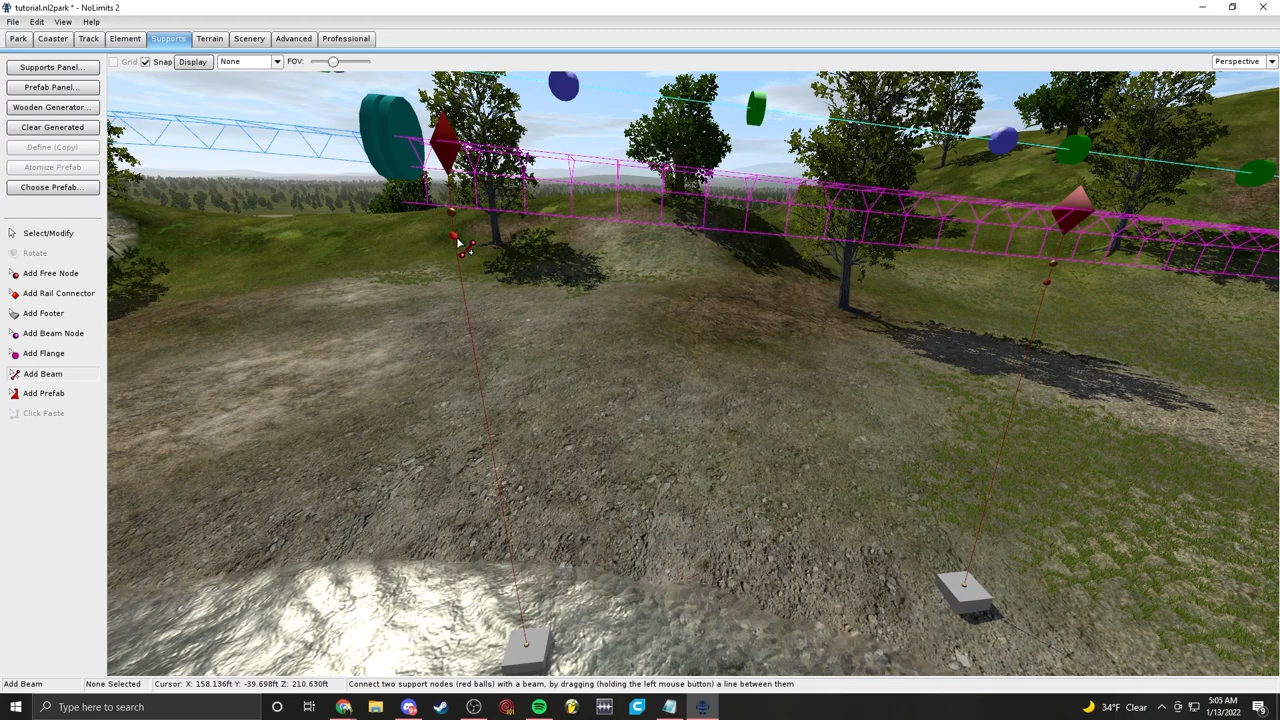 tutorial.nl2park * - NoLimits 2
File Edit View Help
Park Coaster Track Element Supports Terrain Scenery Advanced Professional
Grid Snap Display None FOV: Perspective
Supports Panel...
Prefab Panel...
Wooden Generator...
Clear Generated
Define (Copy)
Atomize Prefab
Choose Prefab...
Select/Modify
Rotate
Add Free Node
Add Rail Connector
Add Footer
Add Beam Node
Add Flange
Add Beam
Add Prefab
Click Paste
Add Beam None Selected Cursor: X: 158.136ft Y: -39.698ft Z: 210.630ft Connect two support nodes (red balls) with a beam, by dragging (holding the left mouse button) a line between them
Type here to search 34°F Clear 5:05 AM
1/13/2022